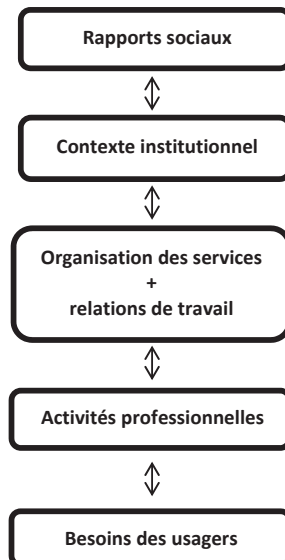 Rapports sociaux
Contexte institutionnel
Organisation des services
+
relations de travail
Activités professionnelles
Besoins des usagers